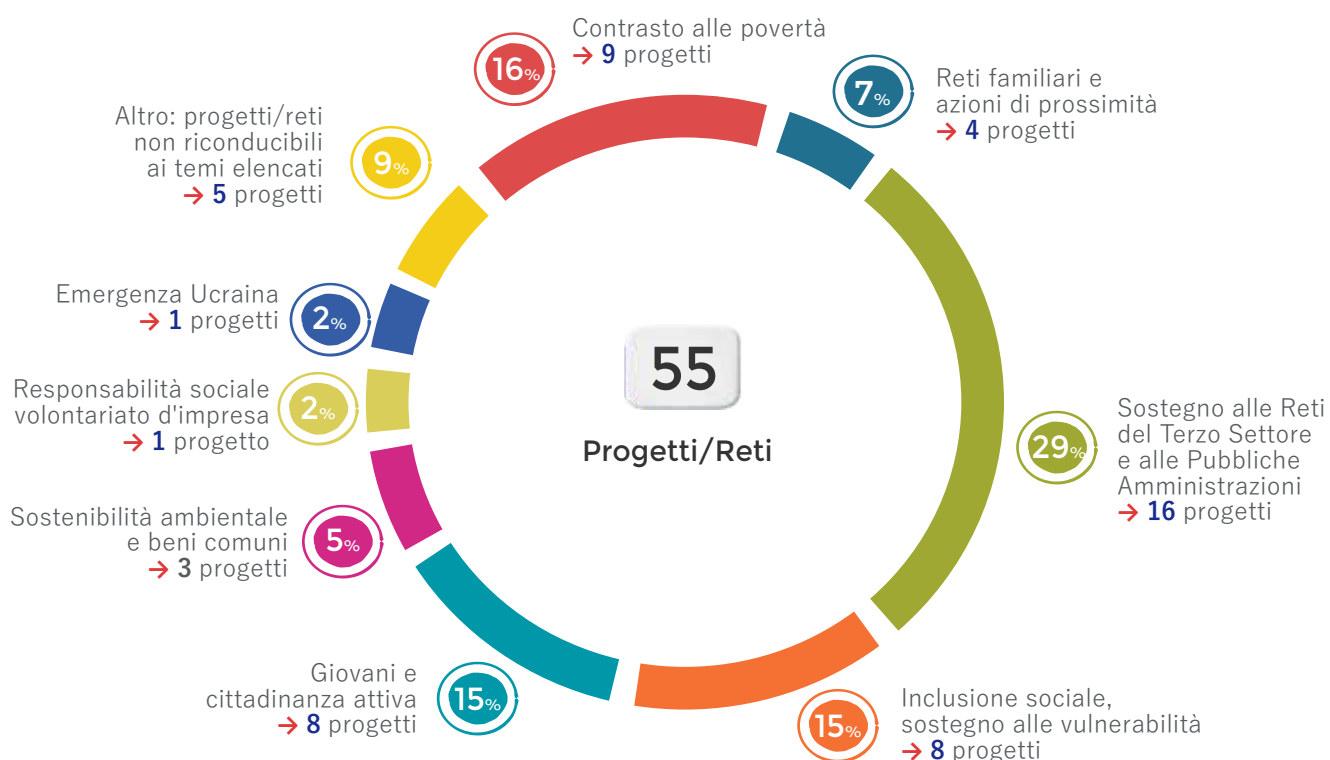 16%
Contrasto alle povertà
→ 9 progetti
7%
Reti familiari e
azioni di prossimità
→ 4 progetti
29%
Sostegno alle Reti
del Terzo Settore
e alle Pubbliche
Amministrazioni
→ 16 progetti
15%
Inclusione sociale,
sostegno alle vulnerabilità
→ 8 progetti
Giovani e
cittadinanza attiva
→ 8 progetti
15%
Sostenibilità ambientale
e beni comuni
→ 3 progetti
5%
Responsabilità sociale
volontariato d'impresa
→ 1 progetto
2%
Emergenza Ucraina
→ 1 progetti
2%
Altro: progetti/reti
non riconducibili
ai temi elencati
→ 5 progetti
9%
55
Progetti/Reti